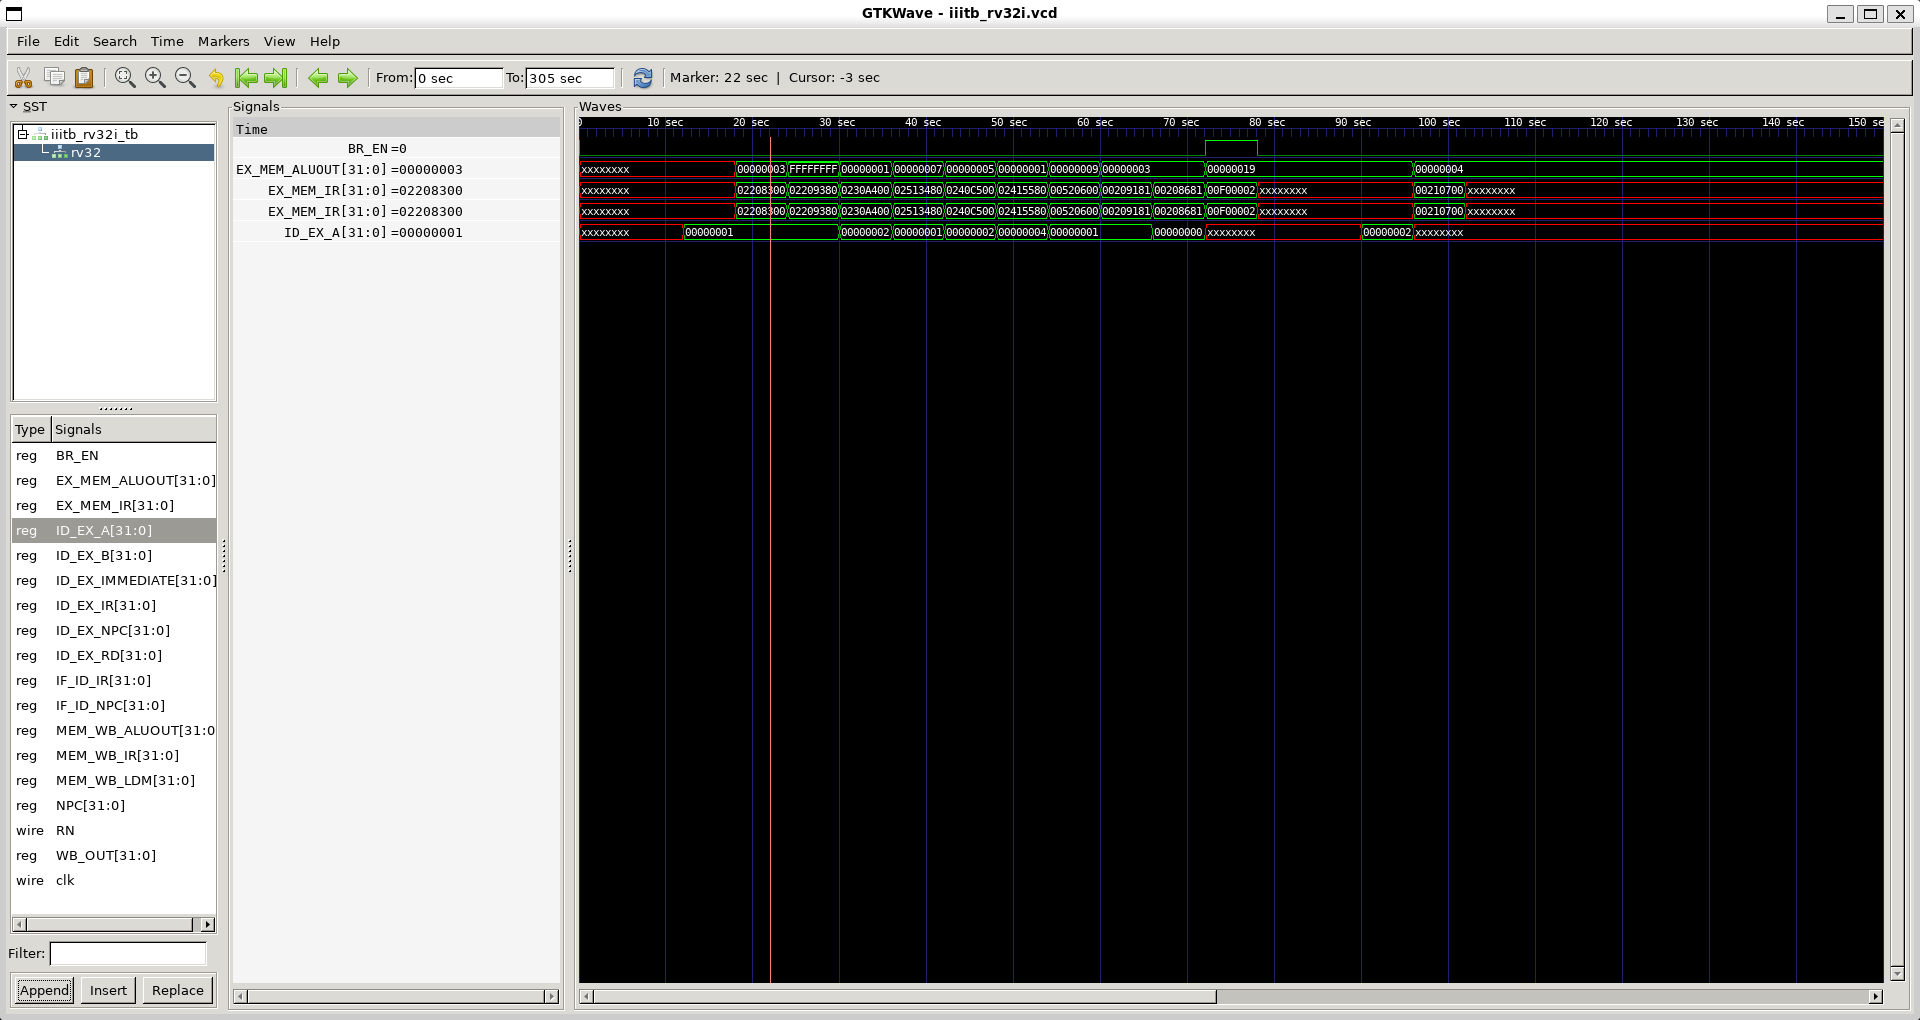 GTKWave - iiitb_rv32i.vcd
File Edit Search Time Markers View Help
From: 0 sec To: 305 sec Marker: 22 sec | Cursor: -3 sec
SST
iiitb_rv32i_tb
rv32
Type Signals
reg BR_EN
reg EX_MEM_ALUOUT[31:0]
reg EX_MEM_IR[31:0]
reg ID_EX_A[31:0]
reg ID_EX_B[31:0]
reg ID_EX_IMMEDIATE[31:0]
reg ID_EX_IR[31:0]
reg ID_EX_NPC[31:0]
reg ID_EX_RD[31:0]
reg IF_ID_IR[31:0]
reg IF_ID_NPC[31:0]
reg MEM_WB_ALUOUT[31:0
reg MEM_WB_IR[31:0]
reg MEM_WB_LDM[31:0]
reg NPC[31:0]
wire RN
reg WB_OUT[31:0]
wire clk
Filter:
Append Insert Replace
Signals
Time
BR_EN =0
EX_MEM_ALUOUT[31:0] =00000003
EX_MEM_IR[31:0] =02208300
EX_MEM_IR[31:0] =02208300
ID_EX_A[31:0] =00000001
Waves
0 10 sec 20 sec 30 sec 40 sec 50 sec 60 sec 70 sec 80 sec 90 sec 100 sec 110 sec 120 sec 130 sec 140 sec 150 se
xxxxxxxx 00000003 FFFFFFFF 00000001 00000007 00000005 00000001 00000009 00000003 00000019 00000004
xxxxxxxx 02208300 02209380 0230A400 02513480 0240C500 02415580 00520600 00209181 00208681 00F00002 xxxxxxxx 00210700 xxxxxxxx
xxxxxxxx 02208300 02209380 0230A400 02513480 0240C500 02415580 00520600 00209181 00208681 00F00002 xxxxxxxx 00210700 xxxxxxxx
xxxxxxxx 00000001 00000002 00000001 00000002 00000004 00000001 00000000 xxxxxxxx 00000002 xxxxxxxx